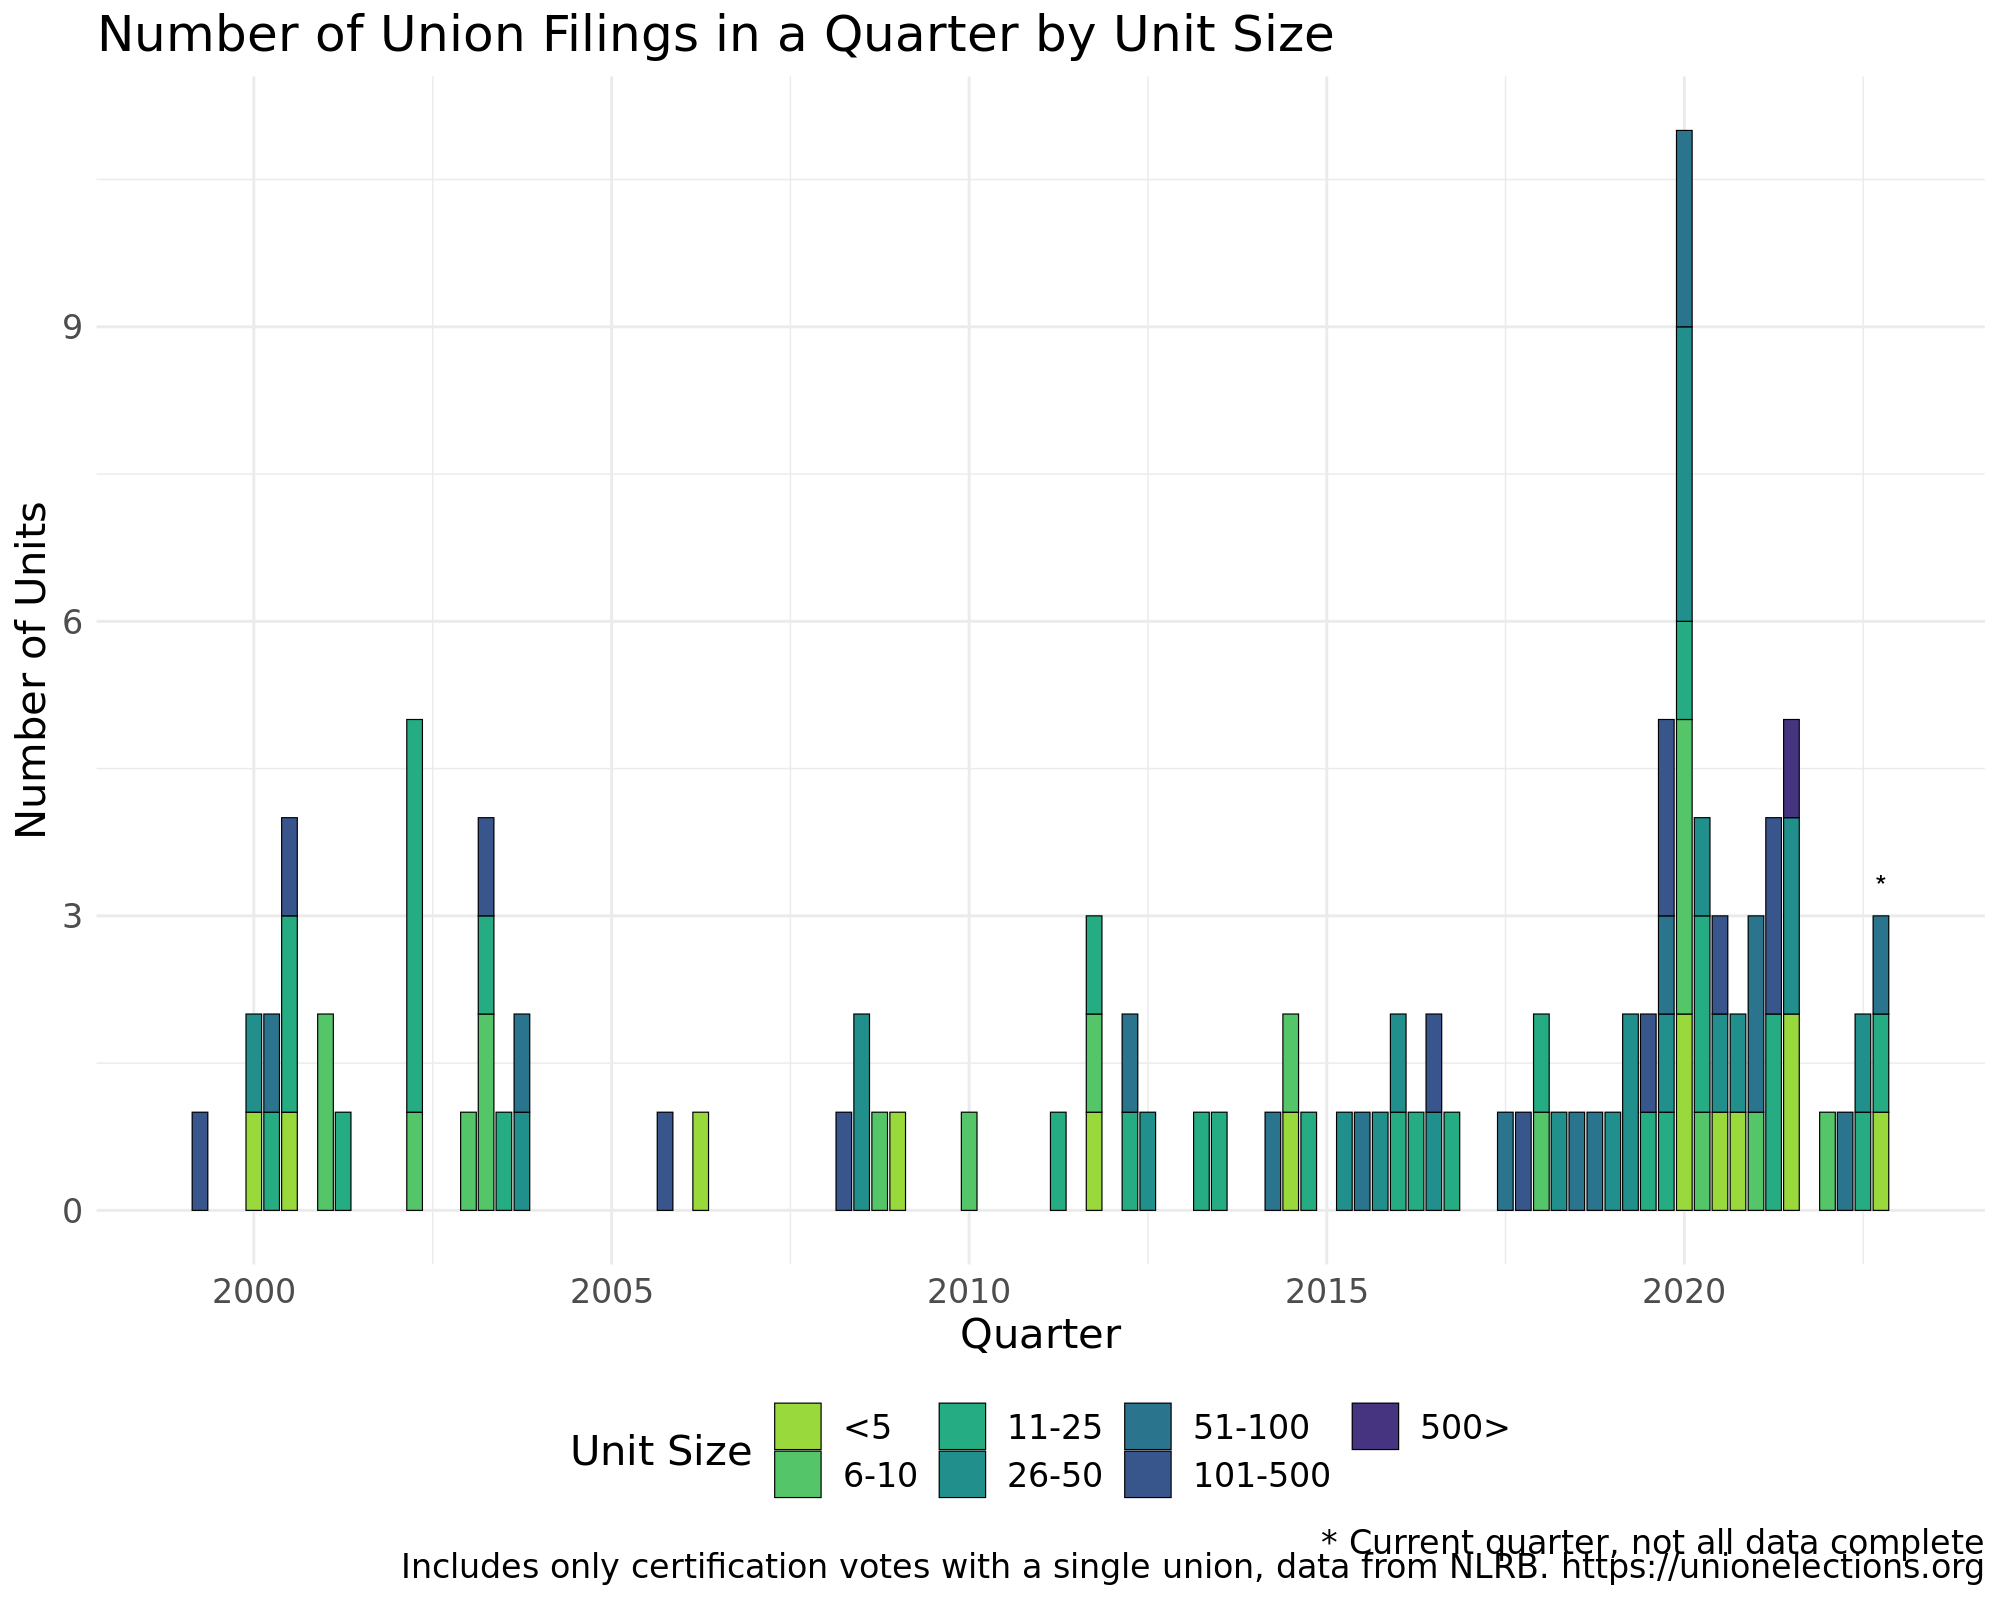 Number of Union Filings in a Quarter by Unit Size
Number of Units
9
6
3
0
*
2000 2005 2010 2015 2020
Quarter
Unit Size
<5 11-25 51-100 500>
6-10 26-50 101-500
* Current quarter, not all data complete
Includes only certification votes with a single union, data from NLRB. https://unionelections.org